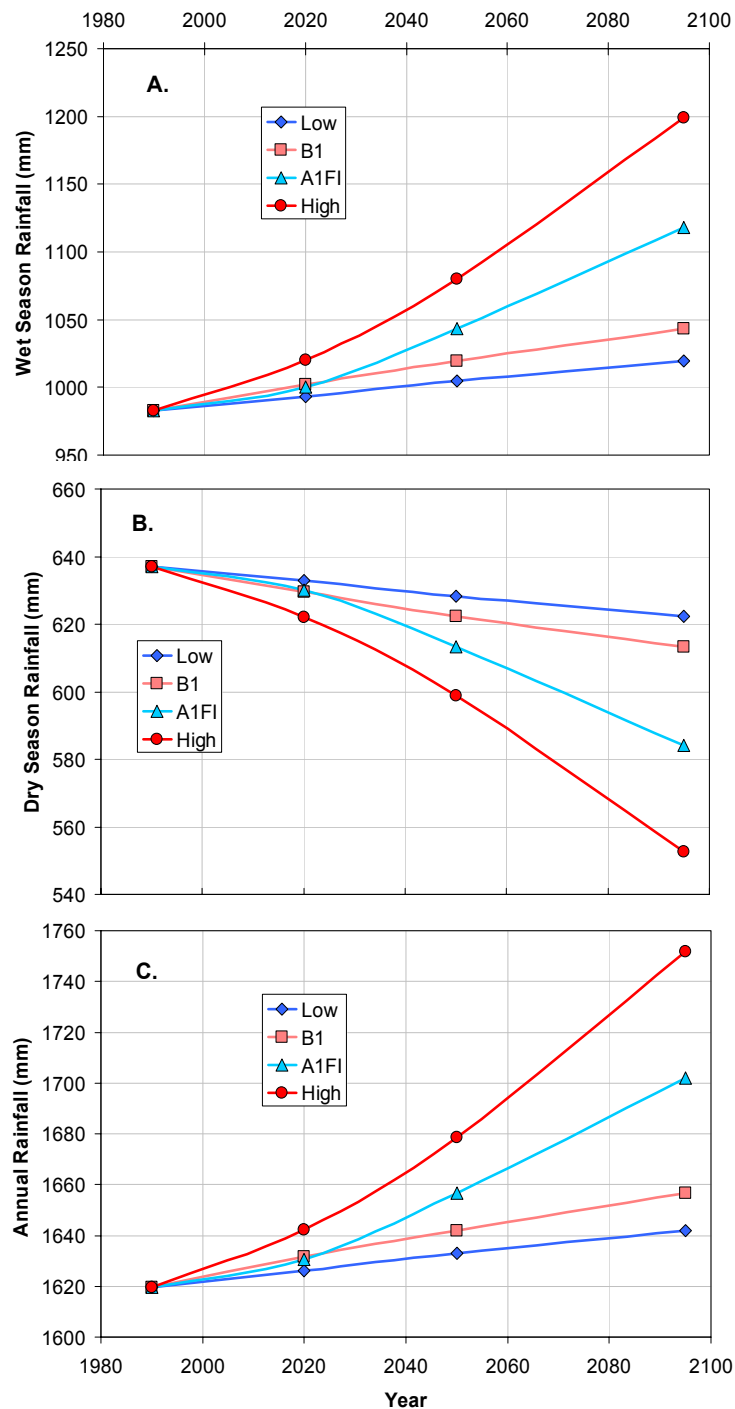 1980 2000 2020 2040 2060 2080 2100
1250
1200
1150
1100
1050
1000
950
Wet Season Rainfall (mm)
A.
Low
B1
A1FI
High
660
640
620
600
580
560
540
Dry Season Rainfall (mm)
B.
Low
B1
A1FI
High
1760
1740
1720
1700
1680
1660
1640
1620
1600
Annual Rainfall (mm)
C.
Low
B1
A1FI
High
1980 2000 2020 2040 2060 2080 2100
Year